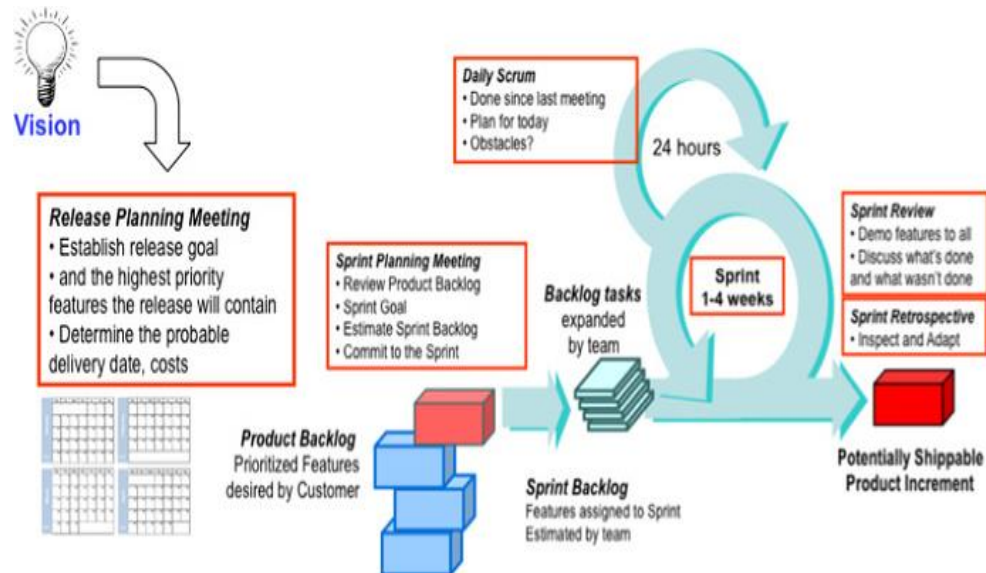 Vision
Release Planning Meeting
• Establish release goal
• and the highest priority
features the release will contain
• Determine the probable
delivery date, costs
Sprint Planning Meeting
• Review Product Backlog
• Sprint Goal
• Estimate Sprint Backlog
• Commit to the Sprint
Product Backlog
Prioritized Features
desired by Customer
Daily Scrum
• Done since last meeting
• Plan for today
• Obstacles?
24 hours
Sprint
1-4 weeks
Backlog tasks
expanded
by team
Sprint Backlog
Features assigned to Sprint
Estimated by team
Sprint Review
• Demo features to all
• Discuss what's done
and what wasn't done
Sprint Retrospective
• Inspect and Adapt
Potentially Shippable
Product Increment